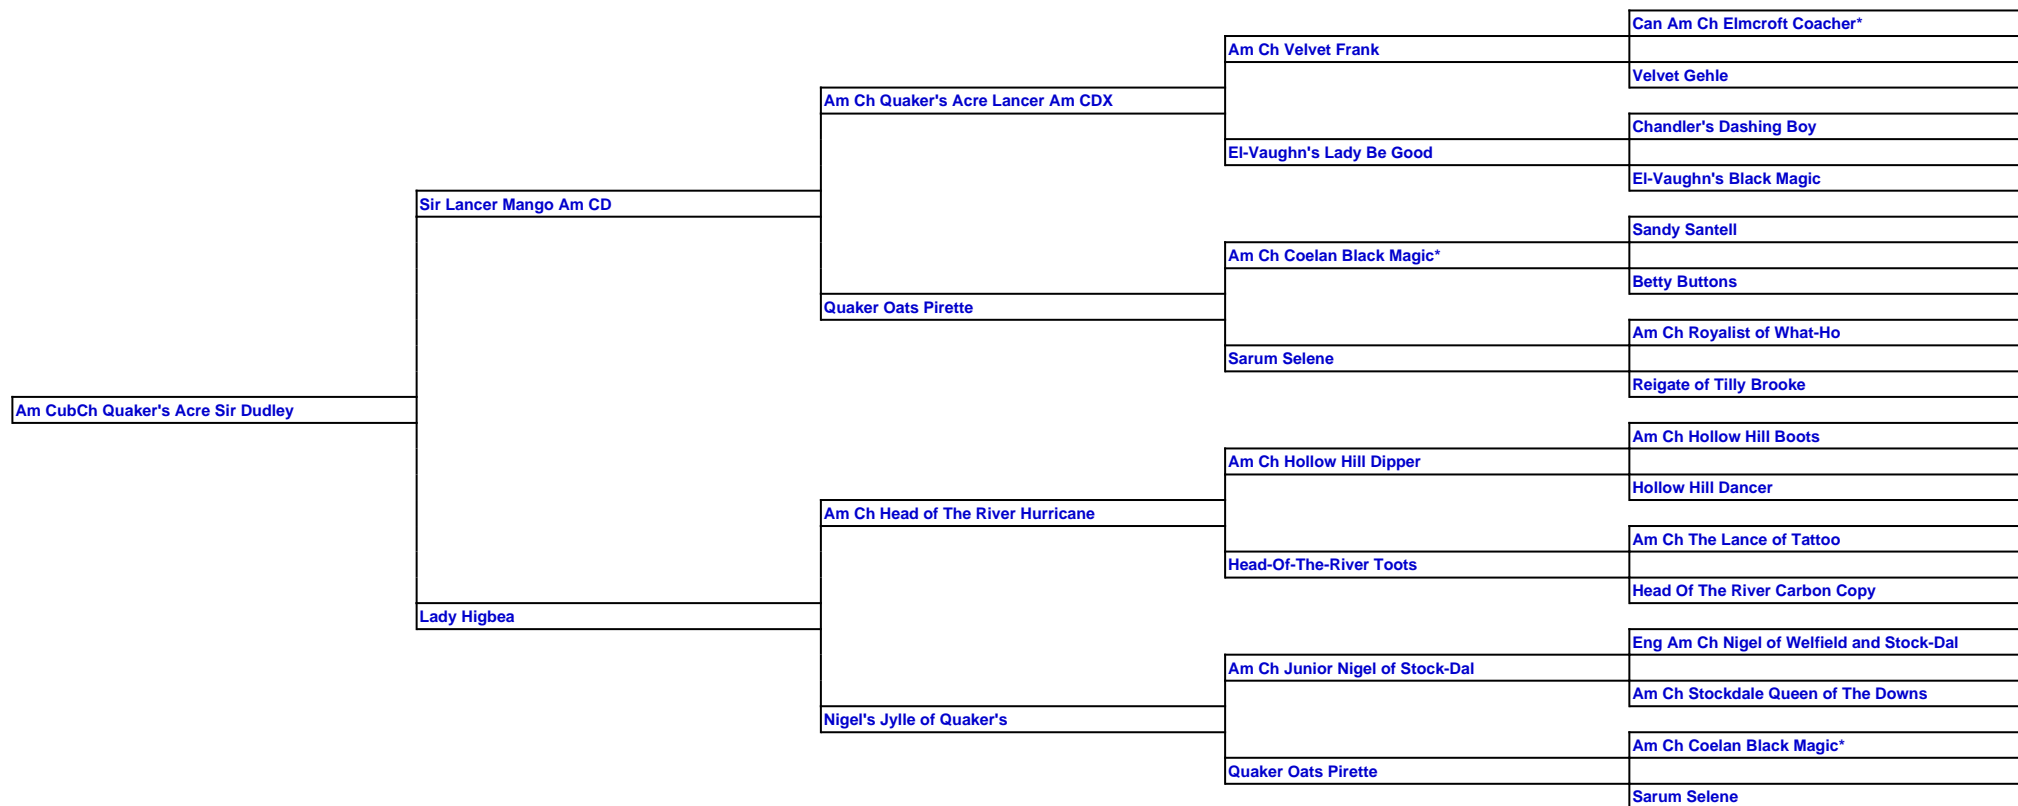 Can Am Ch Elmcroft Coacher*
Am Ch Velvet Frank
Velvet Gehle
Am Ch Quaker's Acre Lancer Am CDX
Chandler's Dashing Boy
El-Vaughn's Lady Be Good
El-Vaughn's Black Magic
Sir Lancer Mango Am CD
Sandy Santell
Am Ch Coelan Black Magic*
Betty Buttons
Quaker Oats Pirette
Am Ch Royalist of What-Ho
Sarum Selene
Reigate of Tilly Brooke
Am CubCh Quaker's Acre Sir Dudley
Am Ch Hollow Hill Boots
Am Ch Hollow Hill Dipper
Hollow Hill Dancer
Am Ch Head of The River Hurricane
Am Ch The Lance of Tattoo
Head-Of-The-River Toots
Head Of The River Carbon Copy
Lady Higbea
Eng Am Ch Nigel of Welfield and Stock-Dal
Am Ch Junior Nigel of Stock-Dal
Am Ch Stockdale Queen of The Downs
Nigel's Jylle of Quaker's
Am Ch Coelan Black Magic*
Quaker Oats Pirette
Sarum Selene